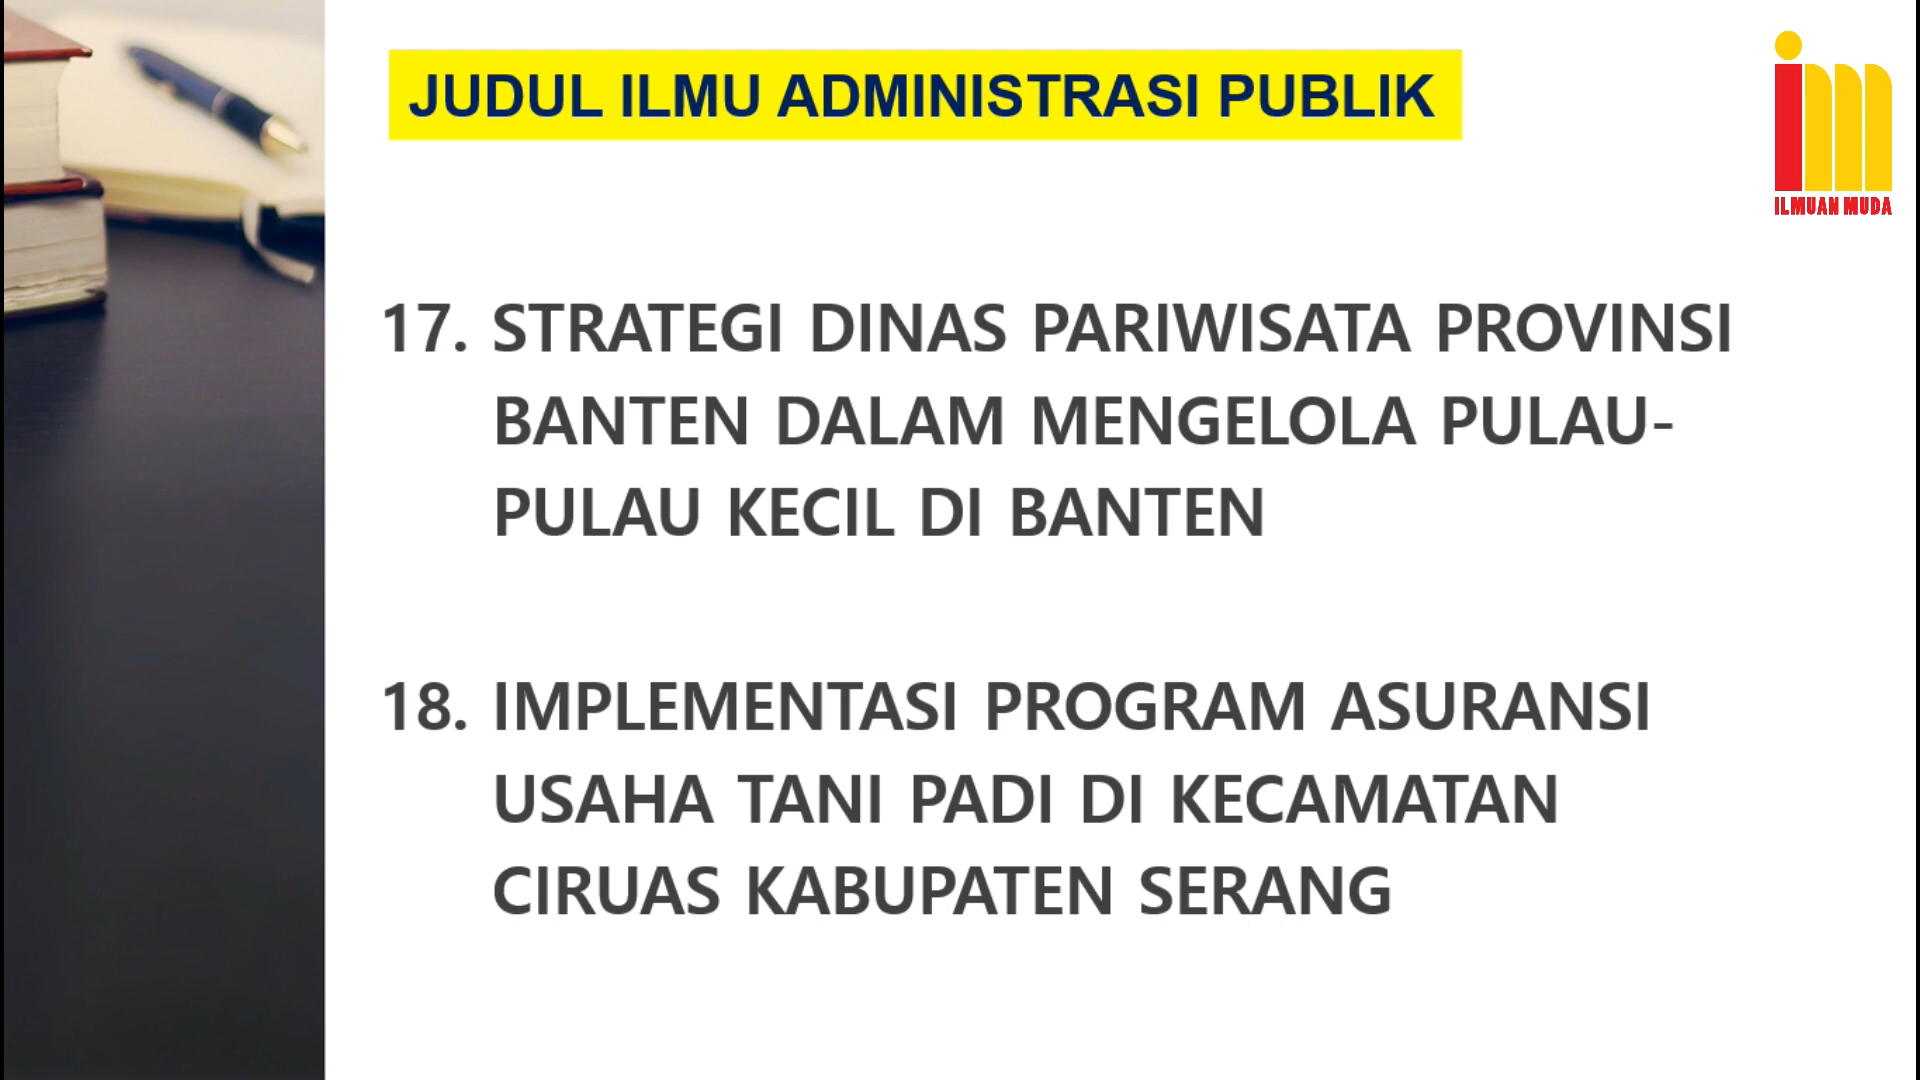 JUDUL ILMU ADMINISTRASI PUBLIK
ILMUAN MUDA
17. STRATEGI DINAS PARIWISATA PROVINSI
BANTEN DALAM MENGELOLA PULAU-
PULAU KECIL DI BANTEN
18. IMPLEMENTASI PROGRAM ASURANSI
USAHA TANI PADI DI KECAMATAN
CIRUAS KABUPATEN SERANG